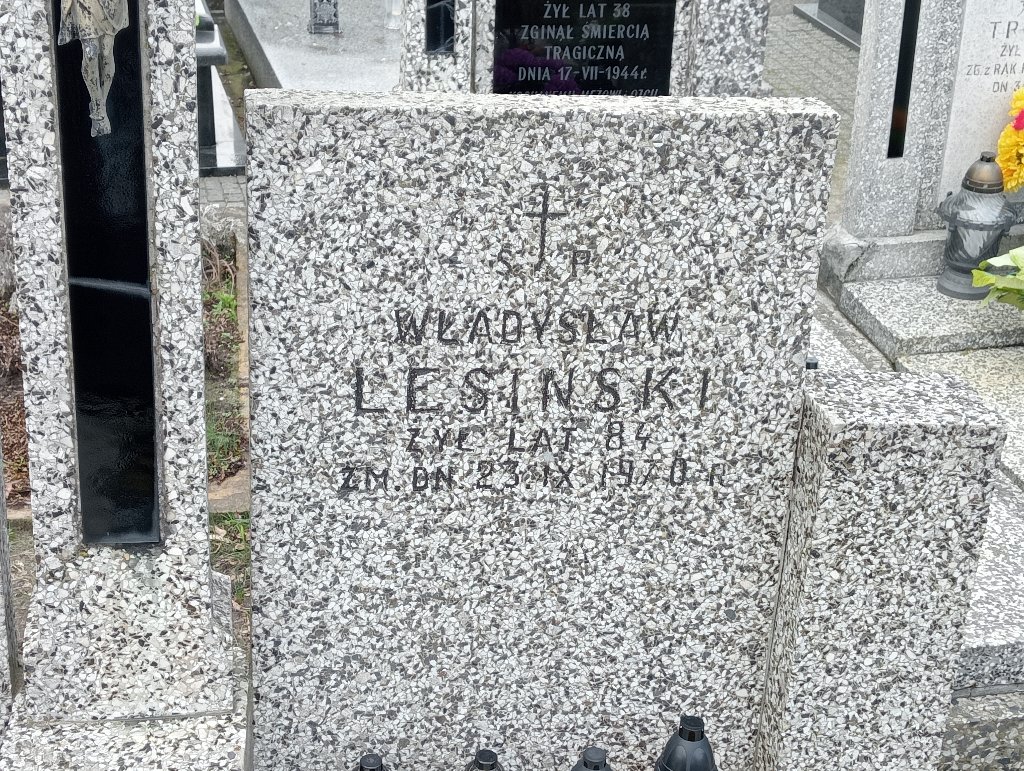 ŻYŁ LAT 38
ZGINĄŁ ŚMIERCIĄ
TRAGICZNĄ
DNIA 17-VII-1944r.
Ś P
WŁADYSŁAW
LESIŃSKI
ŻYŁ LAT 84
ZM. DN 23 IX 1970 R